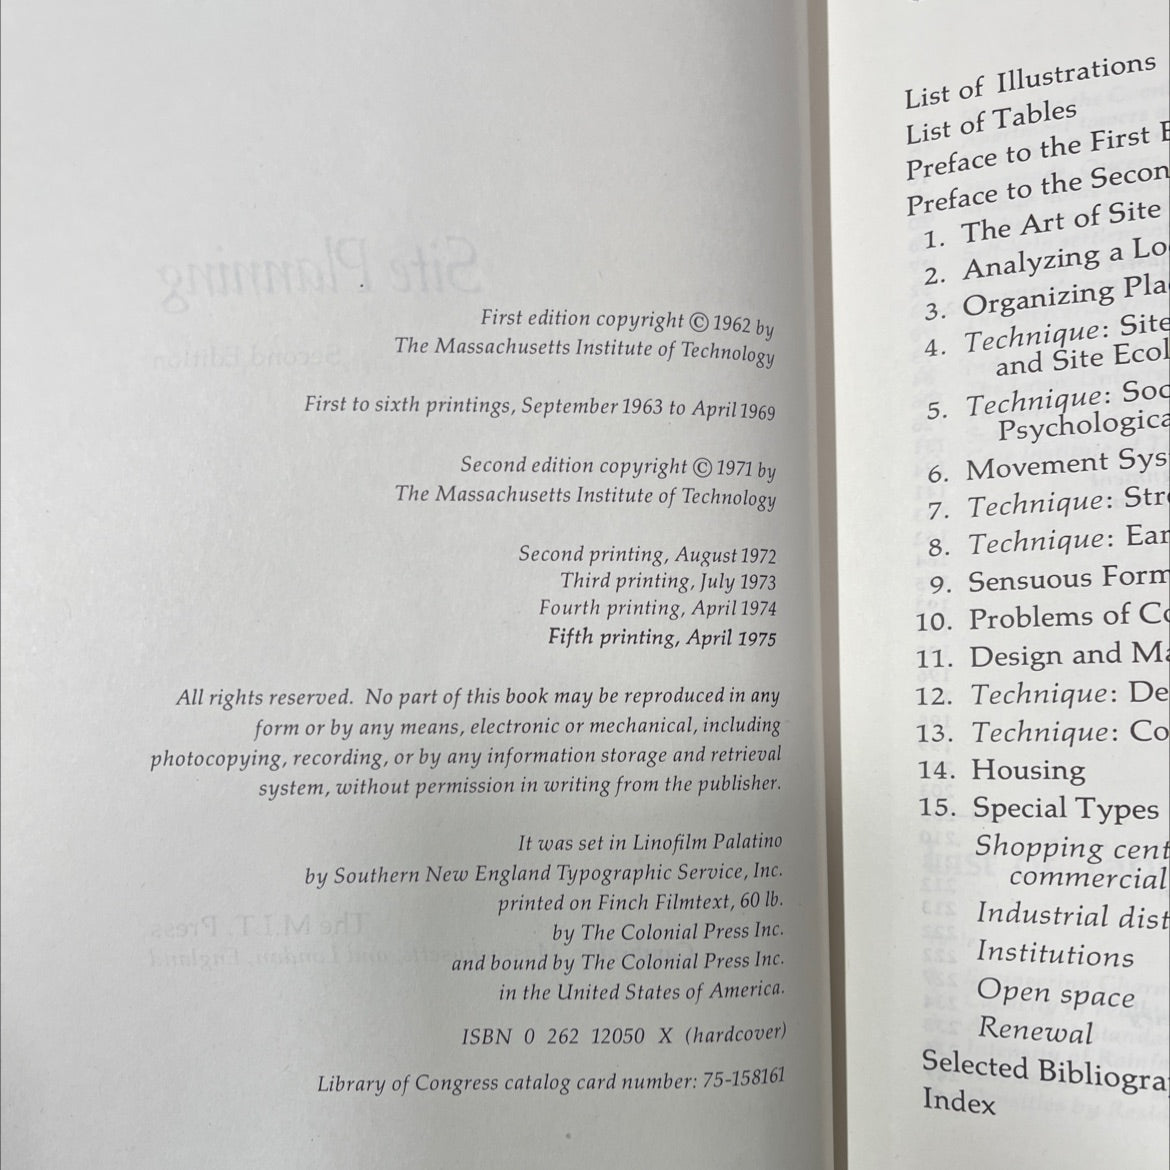 First edition copyright © 1962 by
The Massachusetts Institute of Technology
First to sixth printings, September 1963 to April 1969
Second edition copyright © 1971 by
The Massachusetts Institute of Technology
Second printing, August 1972
Third printing, July 1973
Fourth printing, April 1974
Fifth printing, April 1975
All rights reserved. No part of this book may be reproduced in any
form or by any means, electronic or mechanical, including
photocopying, recording, or by any information storage and retrieval
system, without permission in writing from the publisher.
It was set in Linofilm Palatino
by Southern New England Typographic Service, Inc.
printed on Finch Filmtext, 60 lb.
by The Colonial Press Inc.
and bound by The Colonial Press Inc.
in the United States of America.
ISBN 0 262 12050 X (hardcover)
Library of Congress catalog card number: 75-158161
List of Illustrations
List of Tables
Preface to the First
Preface to the Secon
1. The Art of Site
2. Analyzing a Lo
3. Organizing Pla
4. Technique: Site
and Site Ecol
5. Technique: Soc
Psychologica
6. Movement Sys
7. Technique: Str
8. Technique: Ear
9. Sensuous Form
10. Problems of Co
11. Design and Ma
12. Technique: De
13. Technique: Co
14. Housing
15. Special Types
Shopping cent
commercial
Industrial dist
Institutions
Open space
Renewal
Selected Bibliogra
Index